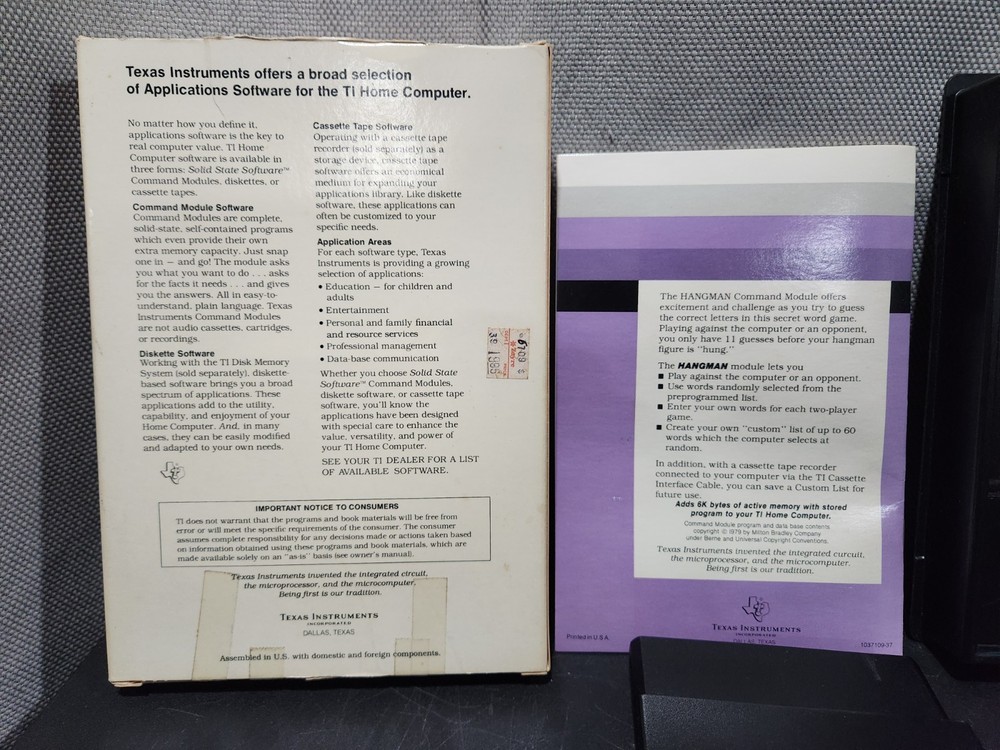 Texas Instruments offers a broad selection
of Applications Software for the TI Home Computer.
No matter how you define it,
applications software is the key to
real computer value. TI Home
Computer software is available in
three forms: Solid State Software™
Command Modules, diskettes, or
cassette tapes.
Command Module Software
Command Modules are complete,
solid-state, self-contained programs
which even provide their own
extra memory capacity. Just snap
one in — and go! The module asks
you what you want to do . . . asks
for the facts it needs . . . and gives
you the answers. All in easy-to-
understand, plain language. Texas
Instruments Command Modules
are not audio cassettes, cartridges,
or recordings.
Diskette Software
Working with the TI Disk Memory
System (sold separately), diskette-
based software brings you a broad
spectrum of applications. These
applications add to the utility,
capability, and enjoyment of your
Home Computer. And, in many
cases, they can be easily modified
and adapted to your own needs.
Cassette Tape Software
Operating with a cassette tape
recorder (sold separately) as a
storage device, cassette tape
software offers an economical
medium for expanding your
applications library. Like diskette
software, these applications can
often be customized to your
specific needs.
Application Areas
For each software type, Texas
Instruments is providing a growing
selection of applications:
• Education — for children and
adults
• Entertainment
• Personal and family financial
and resource services
• Professional management
• Data-base communication
Whether you choose Solid State
Software™ Command Modules,
diskette software, or cassette tape
software, you'll know the
applications have been designed
with special care to enhance the
value, versatility, and power of
your TI Home Computer.
SEE YOUR TI DEALER FOR A LIST
OF AVAILABLE SOFTWARE.
IMPORTANT NOTICE TO CONSUMERS
TI does not warrant that the programs and book materials will be free from
error or will meet the specific requirements of the consumer. The consumer
assumes complete responsibility for any decisions made or actions taken based
on information obtained using these programs and book materials, which are
made available solely on an "as-is" basis (see owner's manual).
Texas Instruments invented the integrated circuit,
the microprocessor, and the microcomputer.
Being first is our tradition.
TEXAS INSTRUMENTS
INCORPORATED
DALLAS, TEXAS
Assembled in U.S. with domestic and foreign components.
The HANGMAN Command Module offers
excitement and challenge as you try to guess
the correct letters in this secret word game.
Playing against the computer or an opponent,
you only have 11 guesses before your hangman
figure is "hung."
The HANGMAN module lets you
■ Play against the computer or an opponent.
■ Use words randomly selected from the
preprogrammed list.
■ Enter your own words for each two-player
game.
■ Create your own "custom" list of up to 60
words which the computer selects at
random.
In addition, with a cassette tape recorder
connected to your computer via the TI Cassette
Interface Cable, you can save a Custom List for
future use.
Adds 6K bytes of active memory with stored
program to your TI Home Computer.
Command Module program and data base contents
copyright © 1979 by Milton Bradley Company
under Berne and Universal Copyright Conventions.
Texas Instruments invented the integrated circuit,
the microprocessor, and the microcomputer.
Being first is our tradition.
TEXAS INSTRUMENTS
INCORPORATED
DALLAS, TEXAS
Printed in U.S.A.
1037109-37